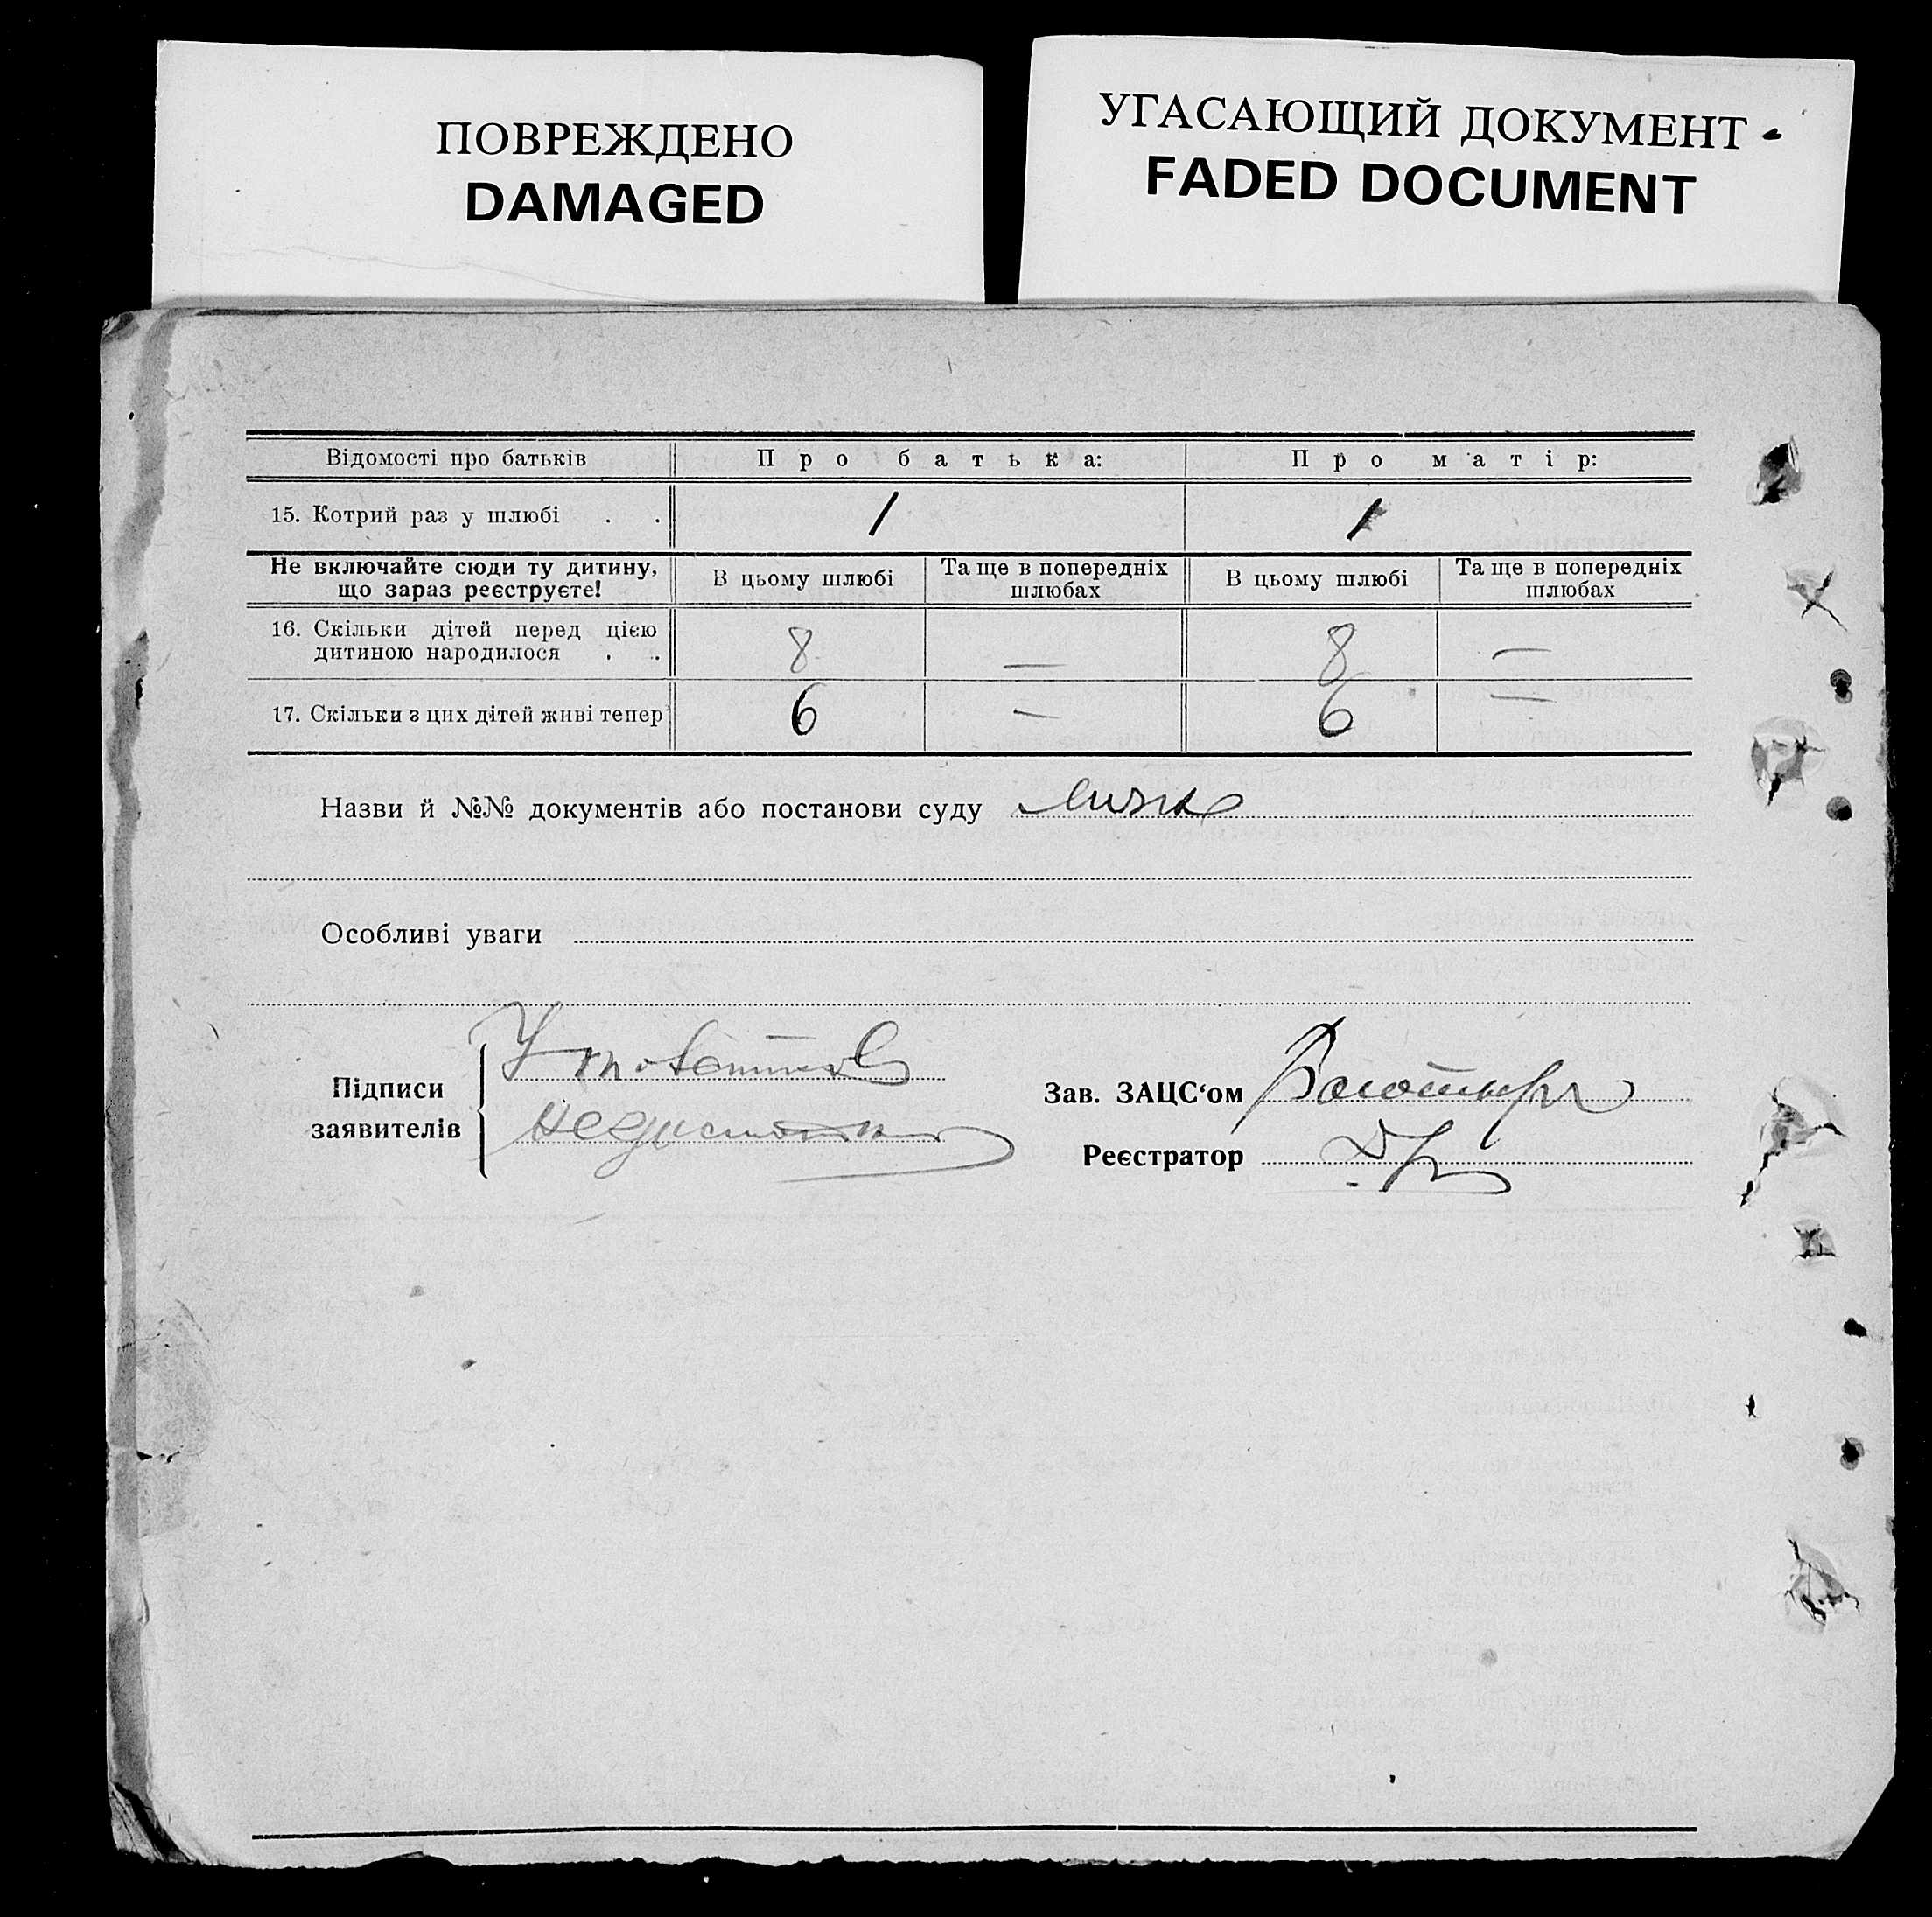 ПОВРЕЖДЕНО
DAMAGED
УГАСАЮЩИЙ ДОКУМЕНТ
FADED DOCUMENT
Відомості про батьків Про батька: Про матір:
15. Котрий раз у шлюбі . . 1 1
Не включайте сюди ту дитину, що зараз реєструєте! В цьому шлюбі Та ще в попередніх шлюбах В цьому шлюбі Та ще в попередніх шлюбах
16. Скільки дітей перед цією
дитиною народилося . . 8 — 8 —
17. Скільки з цих дітей живі тепер 6 — 6 —
Назви й №№ документів або постанови суду
Особливі уваги
Підписи
заявителів
Зав. ЗАЦС‘ом
Реєстратор